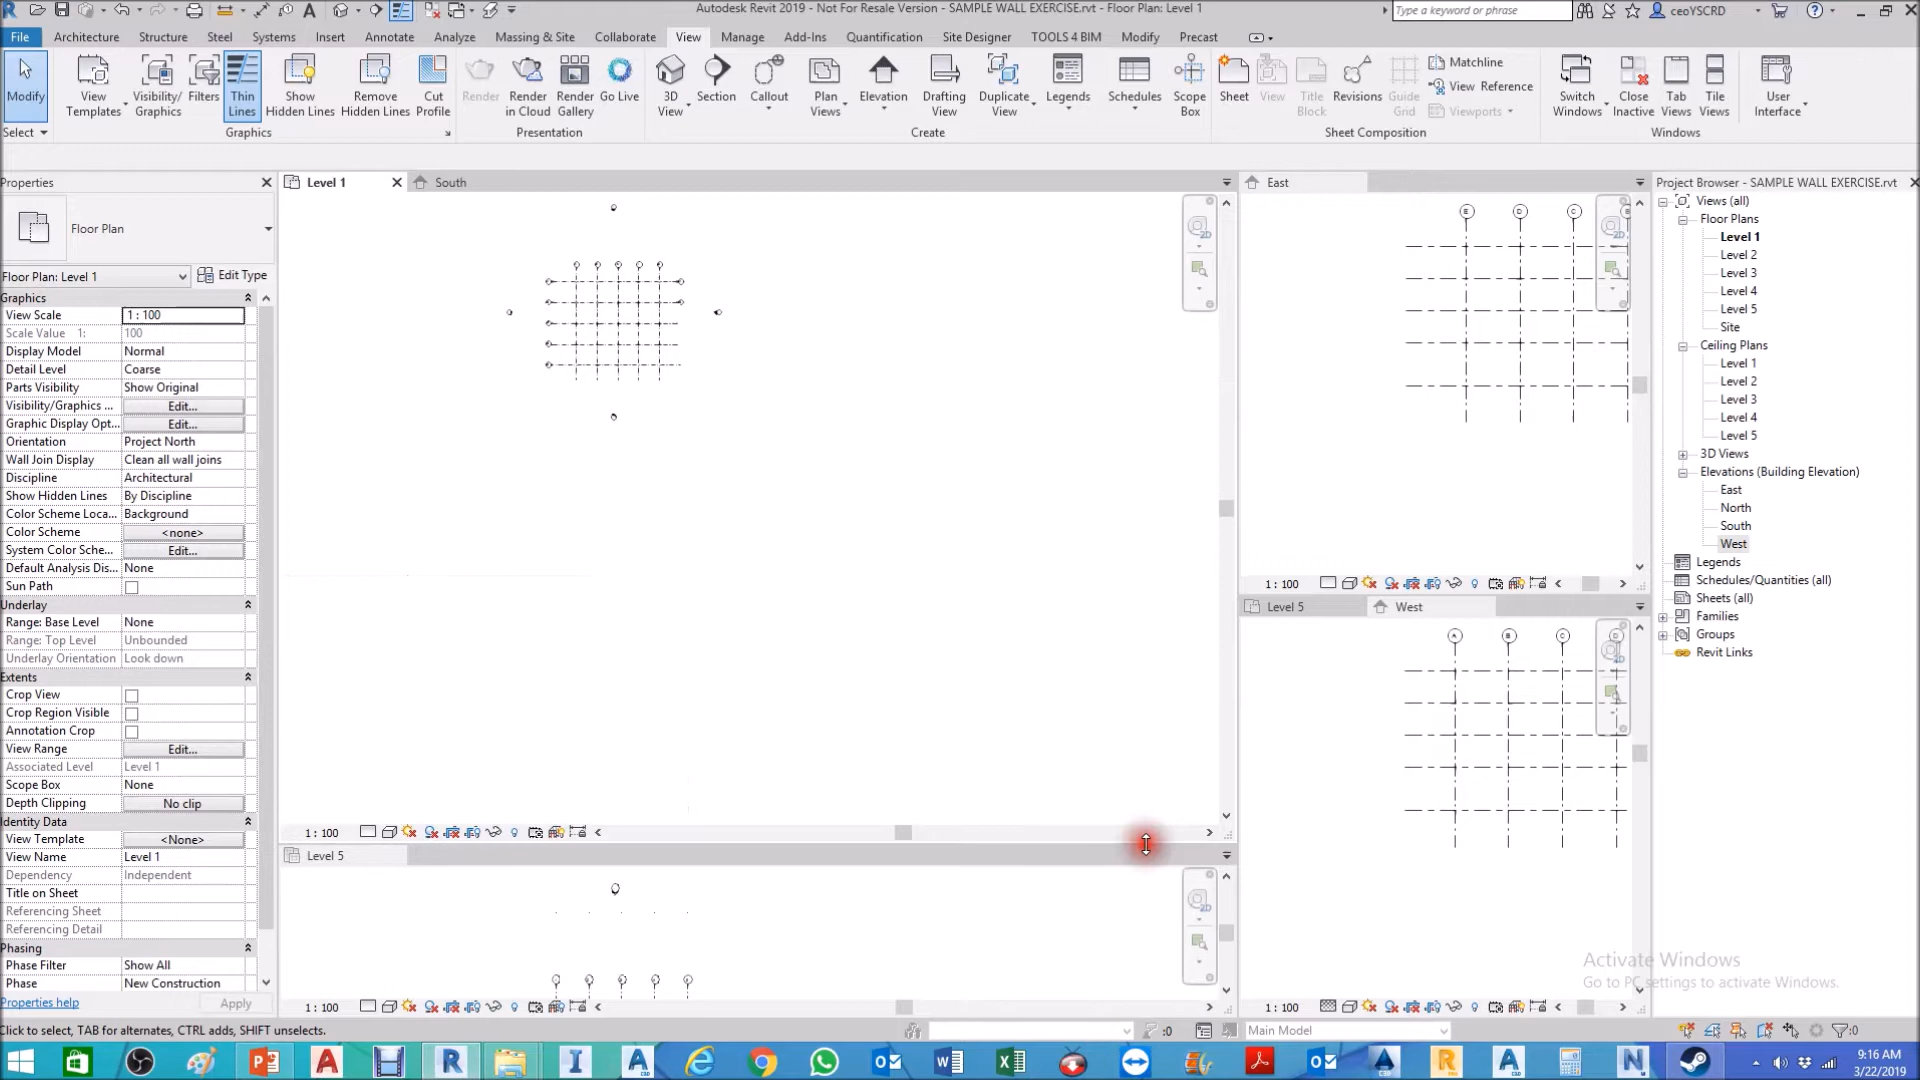 Autodesk Revit 2019 - Not For Resale Version - SAMPLE WALL EXERCISE.rvt - Floor Plan: Level 1
Type a keyword or phrase
ceoYSCRD
File Architecture Structure Steel Systems Insert Annotate Analyze Massing & Site Collaborate View Manage Add-Ins Quantification Site Designer TOOLS 4 BIM Modify Precast
Modify
View Templates
Visibility/ Graphics
Filters
Thin Lines
Show Hidden Lines
Remove Hidden Lines
Cut Profile
Render
Render in Cloud
Render Gallery
Go Live
3D View
Section
Callout
Plan Views
Elevation
Drafting View
Duplicate View
Legends
Schedules
Scope Box
Sheet
View
Title Block
Revisions
Guide Grid
Matchline
View Reference
Viewports
Switch Windows
Close Inactive
Tab Views
Tile Views
User Interface
Select Graphics Presentation Create Sheet Composition Windows
Properties
Floor Plan
Floor Plan: Level 1 Edit Type
Graphics
View Scale 1 : 100
Scale Value 1: 100
Display Model Normal
Detail Level Coarse
Parts Visibility Show Original
Visibility/Graphics ... Edit...
Graphic Display Opt... Edit...
Orientation Project North
Wall Join Display Clean all wall joins
Discipline Architectural
Show Hidden Lines By Discipline
Color Scheme Loca... Background
Color Scheme <none>
System Color Sche... Edit...
Default Analysis Dis... None
Sun Path
Underlay
Range: Base Level None
Range: Top Level Unbounded
Underlay Orientation Look down
Extents
Crop View
Crop Region Visible
Annotation Crop
View Range Edit...
Associated Level Level 1
Scope Box None
Depth Clipping No clip
Identity Data
View Template <None>
View Name Level 1
Dependency Independent
Title on Sheet
Referencing Sheet
Referencing Detail
Phasing
Phase Filter Show All
Phase New Construction
Properties help Apply
Level 1 South
2D
1 : 100
Level 5
2D
1 : 100
East
E D C
2D
1 : 100
Level 5 West
A B C D
1 : 100
Project Browser - SAMPLE WALL EXERCISE.rvt
Views (all)
Floor Plans
Level 1
Level 2
Level 3
Level 4
Level 5
Site
Ceiling Plans
Level 1
Level 2
Level 3
Level 4
Level 5
3D Views
Elevations (Building Elevation)
East
North
South
West
Legends
Schedules/Quantities (all)
Sheets (all)
Families
Groups
Revit Links
Activate Windows
Go to PC settings to activate Windows.
Click to select, TAB for alternates, CTRL adds, SHIFT unselects.
:0
Main Model
:0
9:16 AM
3/22/2019